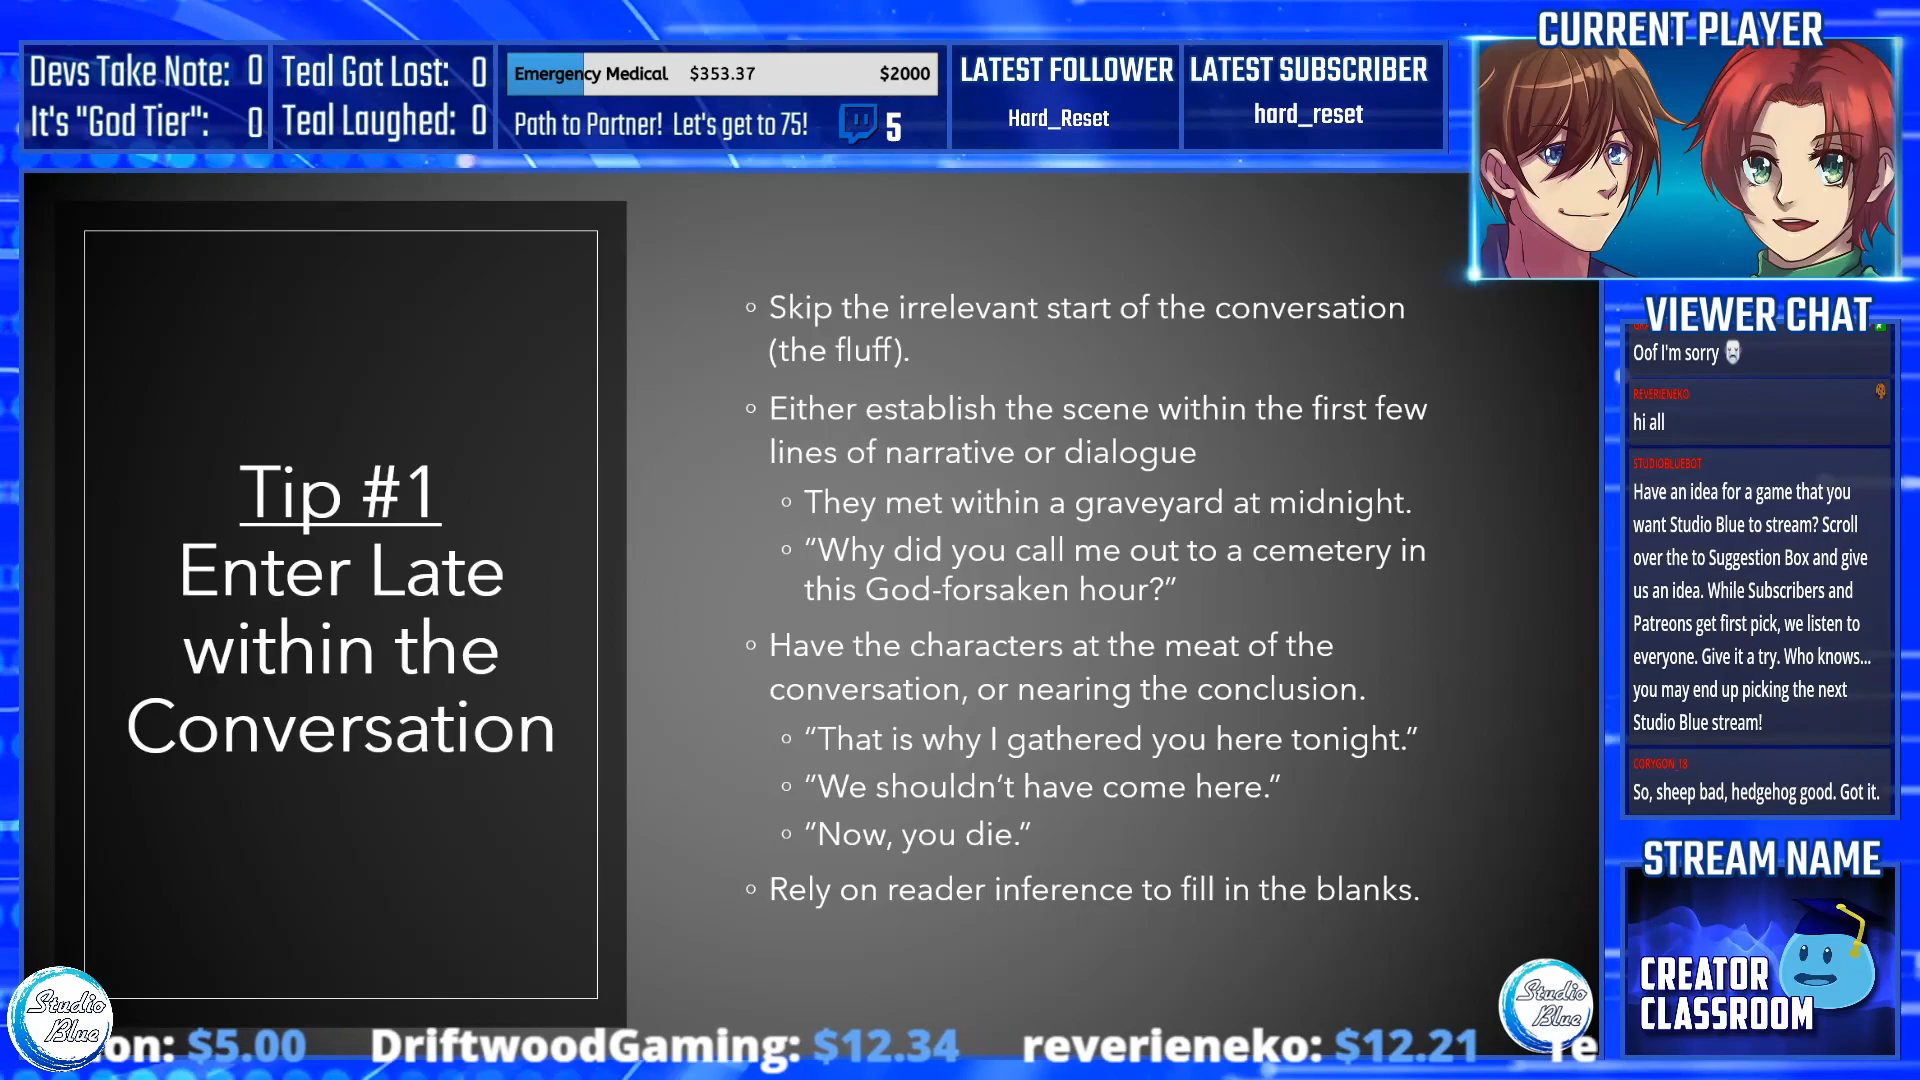 CURRENT PLAYER
Devs Take Note: 0
It's "God Tier": 0
Teal Got Lost: 0
Teal Laughed: 0
Emergency Medical $353.37 $2000
Path to Partner! Let's get to 75! 5
LATEST FOLLOWER
Hard_Reset
LATEST SUBSCRIBER
hard_reset
Tip #1
Enter Late
within the
Conversation
Skip the irrelevant start of the conversation
(the fluff).
Either establish the scene within the first few
lines of narrative or dialogue
They met within a graveyard at midnight.
“Why did you call me out to a cemetery in
this God-forsaken hour?”
Have the characters at the meat of the
conversation, or nearing the conclusion.
“That is why I gathered you here tonight.”
“We shouldn’t have come here.”
“Now, you die.”
Rely on reader inference to fill in the blanks.
VIEWER CHAT
Oof I'm sorry
REVERIENEKO
hi all
STUDIOBLUEBOT
Have an idea for a game that you
want Studio Blue to stream? Scroll
over the to Suggestion Box and give
us an idea. While Subscribers and
Patreons get first pick, we listen to
everyone. Give it a try. Who knows...
you may end up picking the next
Studio Blue stream!
CORYGON_18
So, sheep bad, hedgehog good. Got it.
STREAM NAME
CREATOR
CLASSROOM
Studio
Blue
Studio
Blue
on: $5.00 DriftwoodGaming: $12.34 reverieneko: $12.21 Te